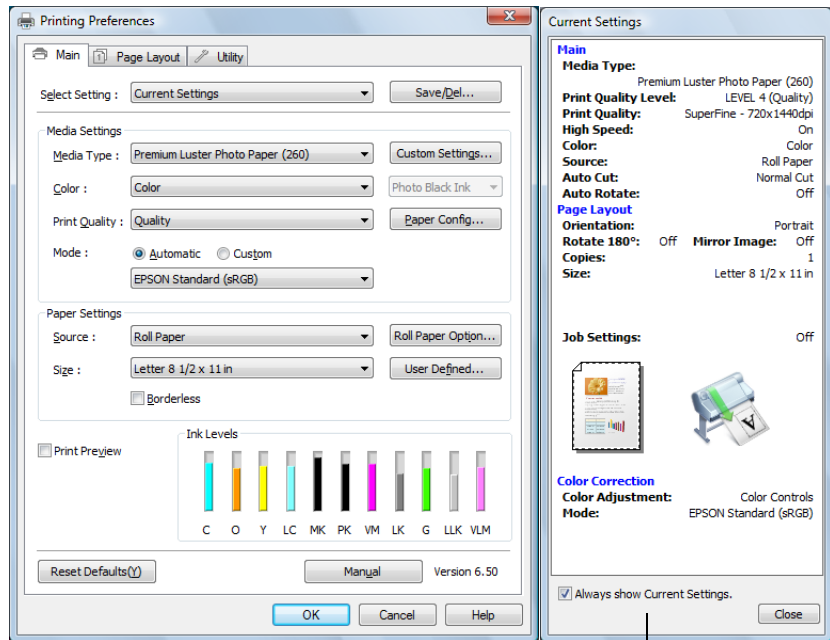 Printing Preferences
Main
Page Layout
Utility
Select Setting :
Current Settings
Save/Del...
Media Settings
Media Type :
Premium Luster Photo Paper (260)
Custom Settings...
Color :
Color
Photo Black Ink
Print Quality :
Quality
Paper Config...
Mode :
Automatic
Custom
EPSON Standard (sRGB)
Paper Settings
Source :
Roll Paper
Roll Paper Option...
Size :
Letter 8 1/2 x 11 in
User Defined...
Borderless
Print Preview
Ink Levels
C O Y LC MK PK VM LK G LLK VLM
Reset Defaults(Y)
Manual
Version 6.50
OK
Cancel
Help
Current Settings
Main
Media Type:
Premium Luster Photo Paper (260)
Print Quality Level: LEVEL 4 (Quality)
Print Quality: SuperFine - 720x1440dpi
High Speed: On
Color: Color
Source: Roll Paper
Auto Cut: Normal Cut
Auto Rotate: Off
Page Layout
Orientation: Portrait
Rotate 180°: Off Mirror Image: Off
Copies: 1
Size: Letter 8 1/2 x 11 in
Job Settings: Off
A
Color Correction
Color Adjustment: Color Controls
Mode: EPSON Standard (sRGB)
Always show Current Settings.
Close